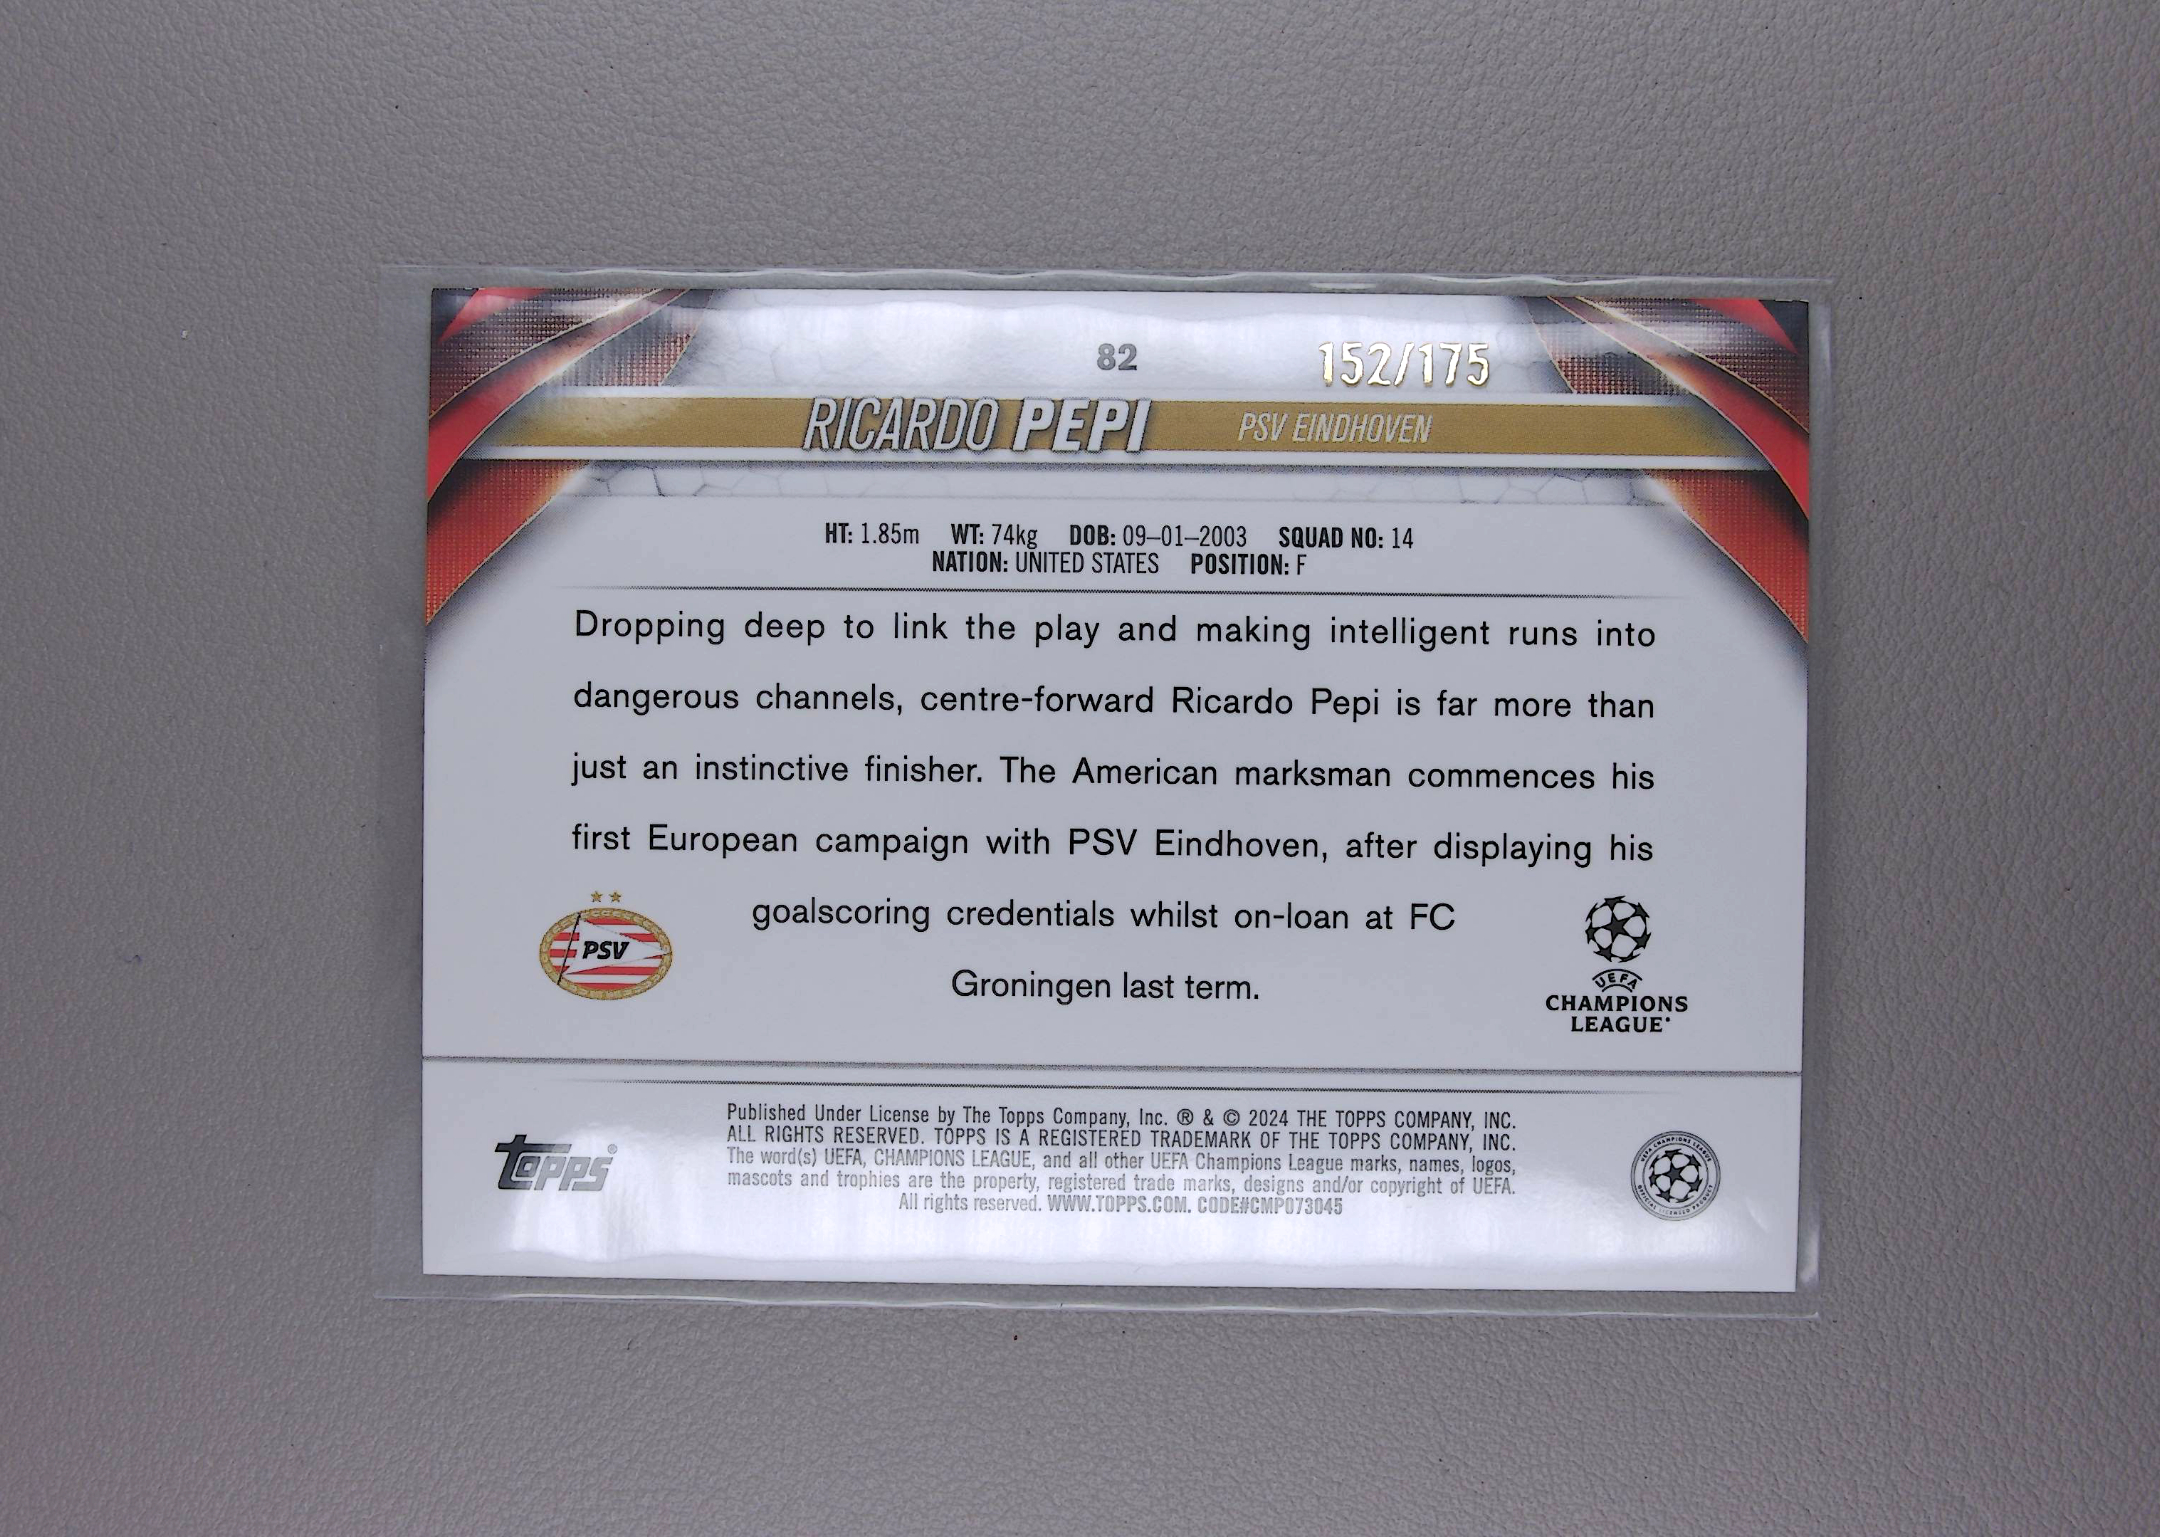 82 152/175
RICARDO PEPI PSV EINDHOVEN
HT: 1.85m WT: 74kg DOB: 09–01–2003 SQUAD NO: 14
NATION: UNITED STATES POSITION: F
Dropping deep to link the play and making intelligent runs into
dangerous channels, centre-forward Ricardo Pepi is far more than
just an instinctive finisher. The American marksman commences his
first European campaign with PSV Eindhoven, after displaying his
goalscoring credentials whilst on-loan at FC
Groningen last term.
PSV
UEFA
CHAMPIONS
LEAGUE
Published Under License by The Topps Company, Inc. ® & © 2024 THE TOPPS COMPANY, INC.
ALL RIGHTS RESERVED. TOPPS IS A REGISTERED TRADEMARK OF THE TOPPS COMPANY, INC.
The word(s) UEFA, CHAMPIONS LEAGUE, and all other UEFA Champions League marks, names, logos,
mascots and trophies are the property, registered trade marks, designs and/or copyright of UEFA.
All rights reserved. WWW.TOPPS.COM. CODE#CMP073045
Topps®
UEFA CHAMPIONS LEAGUE
OFFICIAL LICENSED PRODUCT